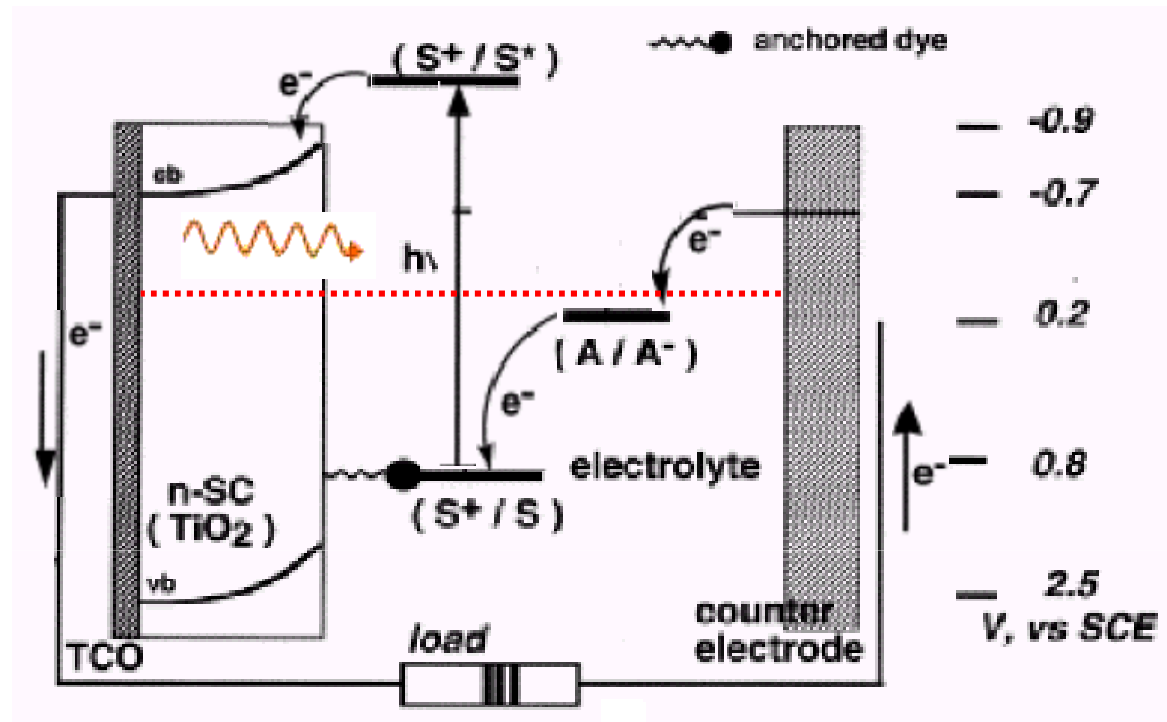 ( S+ / S* )
anchored dye
e-
-0.9
cb
-0.7
e-
hν
0.2
e-
( A / A- )
e-
electrolyte
0.8
e-
n-SC
( TiO2 )
( S+ / S )
vb
2.5
counter
electrode
V, vs SCE
TCO
load